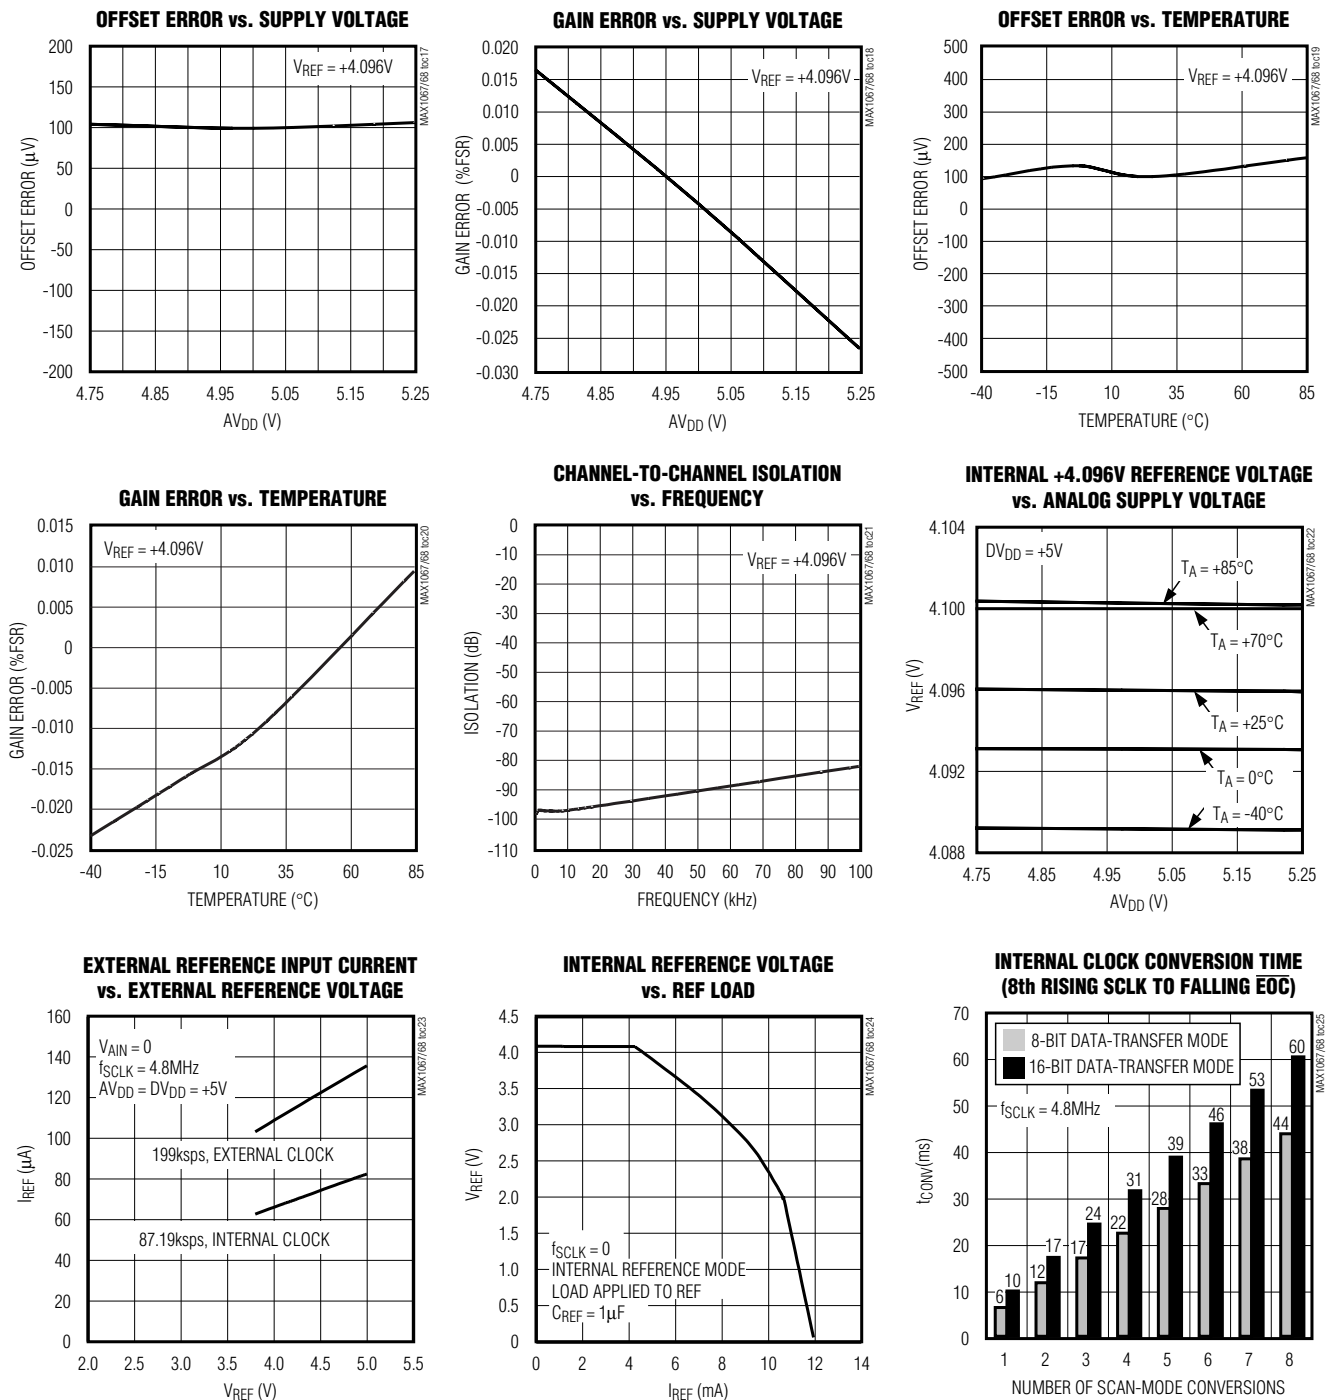 OFFSET ERROR vs. SUPPLY VOLTAGE
200
150
100
50
0
-50
-100
-150
-200
OFFSET ERROR (µV)
VREF = +4.096V
MAX1067/68 toc17
4.75 4.85 4.95 5.05 5.15 5.25
AVDD (V)
GAIN ERROR vs. SUPPLY VOLTAGE
0.020
0.015
0.010
0.005
0
-0.005
-0.010
-0.015
-0.020
-0.025
-0.030
GAIN ERROR (%FSR)
VREF = +4.096V
MAX1067/68 toc18
4.75 4.85 4.95 5.05 5.15 5.25
AVDD (V)
OFFSET ERROR vs. TEMPERATURE
500
400
300
200
100
0
-100
-200
-300
-400
-500
OFFSET ERROR (µV)
VREF = +4.096V
MAX1067/68 toc19
-40 -15 10 35 60 85
TEMPERATURE (°C)
GAIN ERROR vs. TEMPERATURE
0.015
0.010
0.005
0
-0.005
-0.010
-0.015
-0.020
-0.025
GAIN ERROR (%FSR)
VREF = +4.096V
MAX1067/68 toc20
-40 -15 10 35 60 85
TEMPERATURE (°C)
CHANNEL-TO-CHANNEL ISOLATION
vs. FREQUENCY
0
-10
-20
-30
-40
-50
-60
-70
-80
-90
-100
-110
ISOLATION (dB)
VREF = +4.096V
MAX1067/68 toc21
0 10 20 30 40 50 60 70 80 90 100
FREQUENCY (kHz)
INTERNAL +4.096V REFERENCE VOLTAGE
vs. ANALOG SUPPLY VOLTAGE
4.104
4.100
4.096
4.092
4.088
VREF (V)
DVDD = +5V
TA = +85°C
TA = +70°C
TA = +25°C
TA = 0°C
TA = -40°C
MAX1067/68 toc22
4.75 4.85 4.95 5.05 5.15 5.25
AVDD (V)
EXTERNAL REFERENCE INPUT CURRENT
vs. EXTERNAL REFERENCE VOLTAGE
160
140
120
100
80
60
40
20
0
IREF (µA)
VAIN = 0
fSCLK = 4.8MHz
AVDD = DVDD = +5V
199ksps, EXTERNAL CLOCK
87.19ksps, INTERNAL CLOCK
MAX1067/68 toc23
2.0 2.5 3.0 3.5 4.0 4.5 5.0 5.5
VREF (V)
INTERNAL REFERENCE VOLTAGE
vs. REF LOAD
4.5
4.0
3.5
3.0
2.5
2.0
1.5
1.0
0.5
0
VREF (V)
fSCLK = 0
INTERNAL REFERENCE MODE
LOAD APPLIED TO REF
CREF = 1µF
MAX1067/68 toc24
0 2 4 6 8 10 12 14
IREF (mA)
INTERNAL CLOCK CONVERSION TIME
(8th RISING SCLK TO FALLING EOC)
70
60
50
40
30
20
10
0
tCONV(ms)
8-BIT DATA-TRANSFER MODE
16-BIT DATA-TRANSFER MODE
fSCLK = 4.8MHz
6 10 12 17 17 24 22 31 28 39 33 46 38 53 44 60
MAX1067/68 toc25
1 2 3 4 5 6 7 8
NUMBER OF SCAN-MODE CONVERSIONS